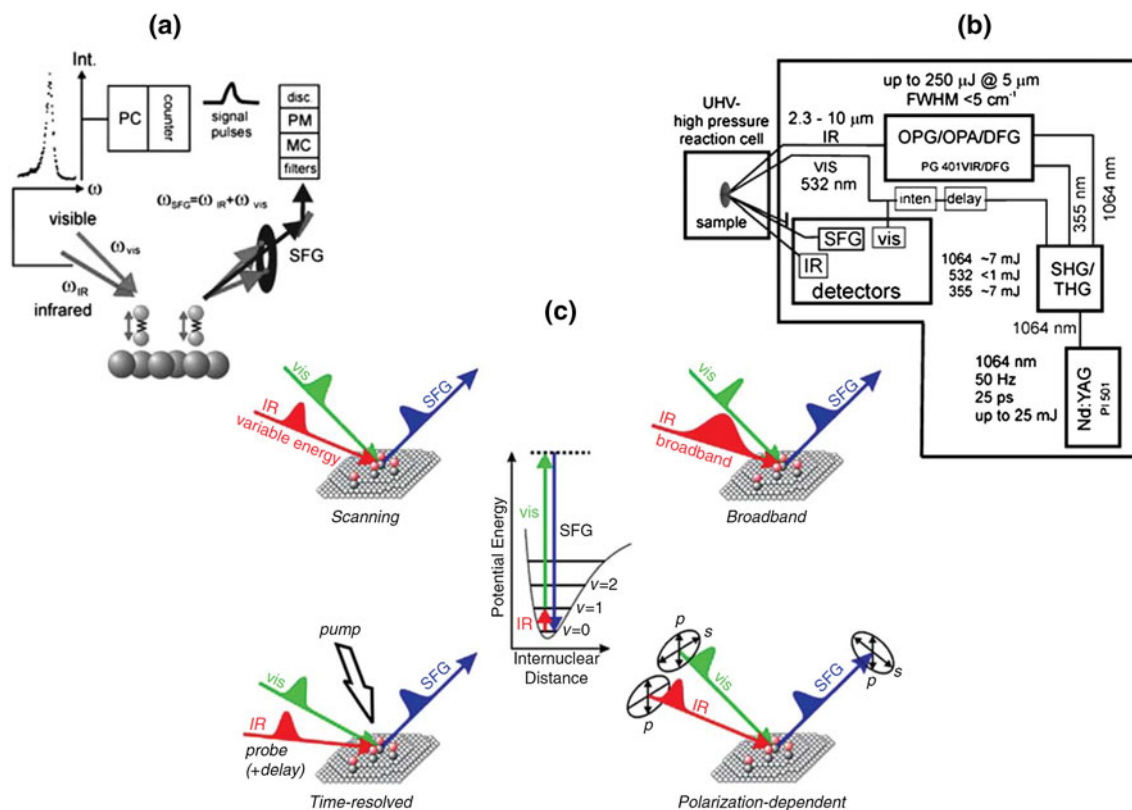 (a)
Int.
PC
counter
signal
pulses
disc.
PM
MC
filters
ω
ω_SFG=ω_IR+ω_vis
visible
ω_vis
SFG
ω_IR
infrared
(b)
up to 250 μJ @ 5 μm
FWHM <5 cm⁻¹
UHV-
high pressure
reaction cell
2.3 - 10 μm
IR
OPG/OPA/DFG
PG 401VIR/DFG
VIS
532 nm
inten
delay
355 nm
1064 nm
sample
SFG
vis
IR
detectors
1064 ~7 mJ
532 <1 mJ
355 ~7 mJ
SHG/
THG
1064 nm
1064 nm
50 Hz
25 ps
up to 25 mJ
Nd:YAG
PI 501
(c)
vis
IR
variable energy
SFG
Scanning
vis
IR
broadband
SFG
Broadband
Potential Energy
vis
SFG
v=2
v=1
IR
v=0
Internuclear
Distance
pump
vis
IR
SFG
probe
(+delay)
Time-resolved
p
s
vis
p
IR
SFG
p
s
Polarization-dependent